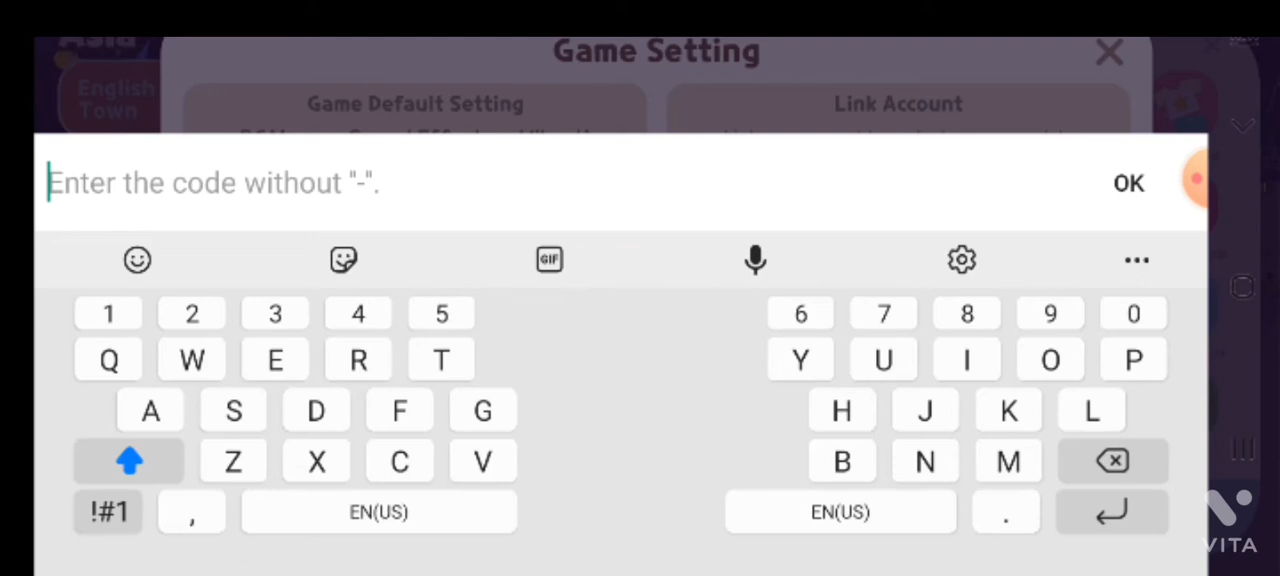 Asia
Game Setting
English
Town
Game Default Setting
Link Account
Enter the code without "-".
OK
GIF
1 2 3 4 5 6 7 8 9 0
Q W E R T Y U I O P
A S D F G H J K L
Z X C V B N M
!#1 , EN(US) EN(US) .
VITA